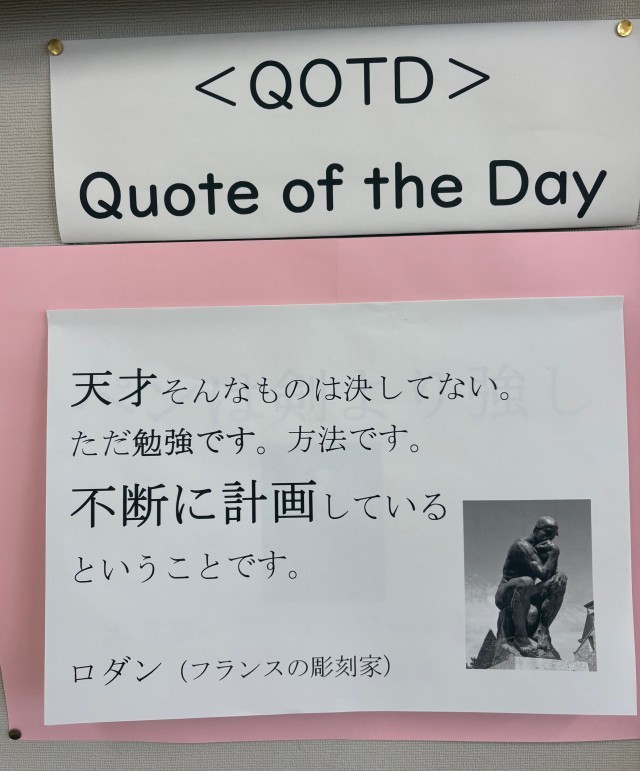 ＜QOTD＞
Quote of the Day
天才そんなものは決してない。
ただ勉強です。方法です。
不断に計画している
ということです。
ロダン（フランスの彫刻家）